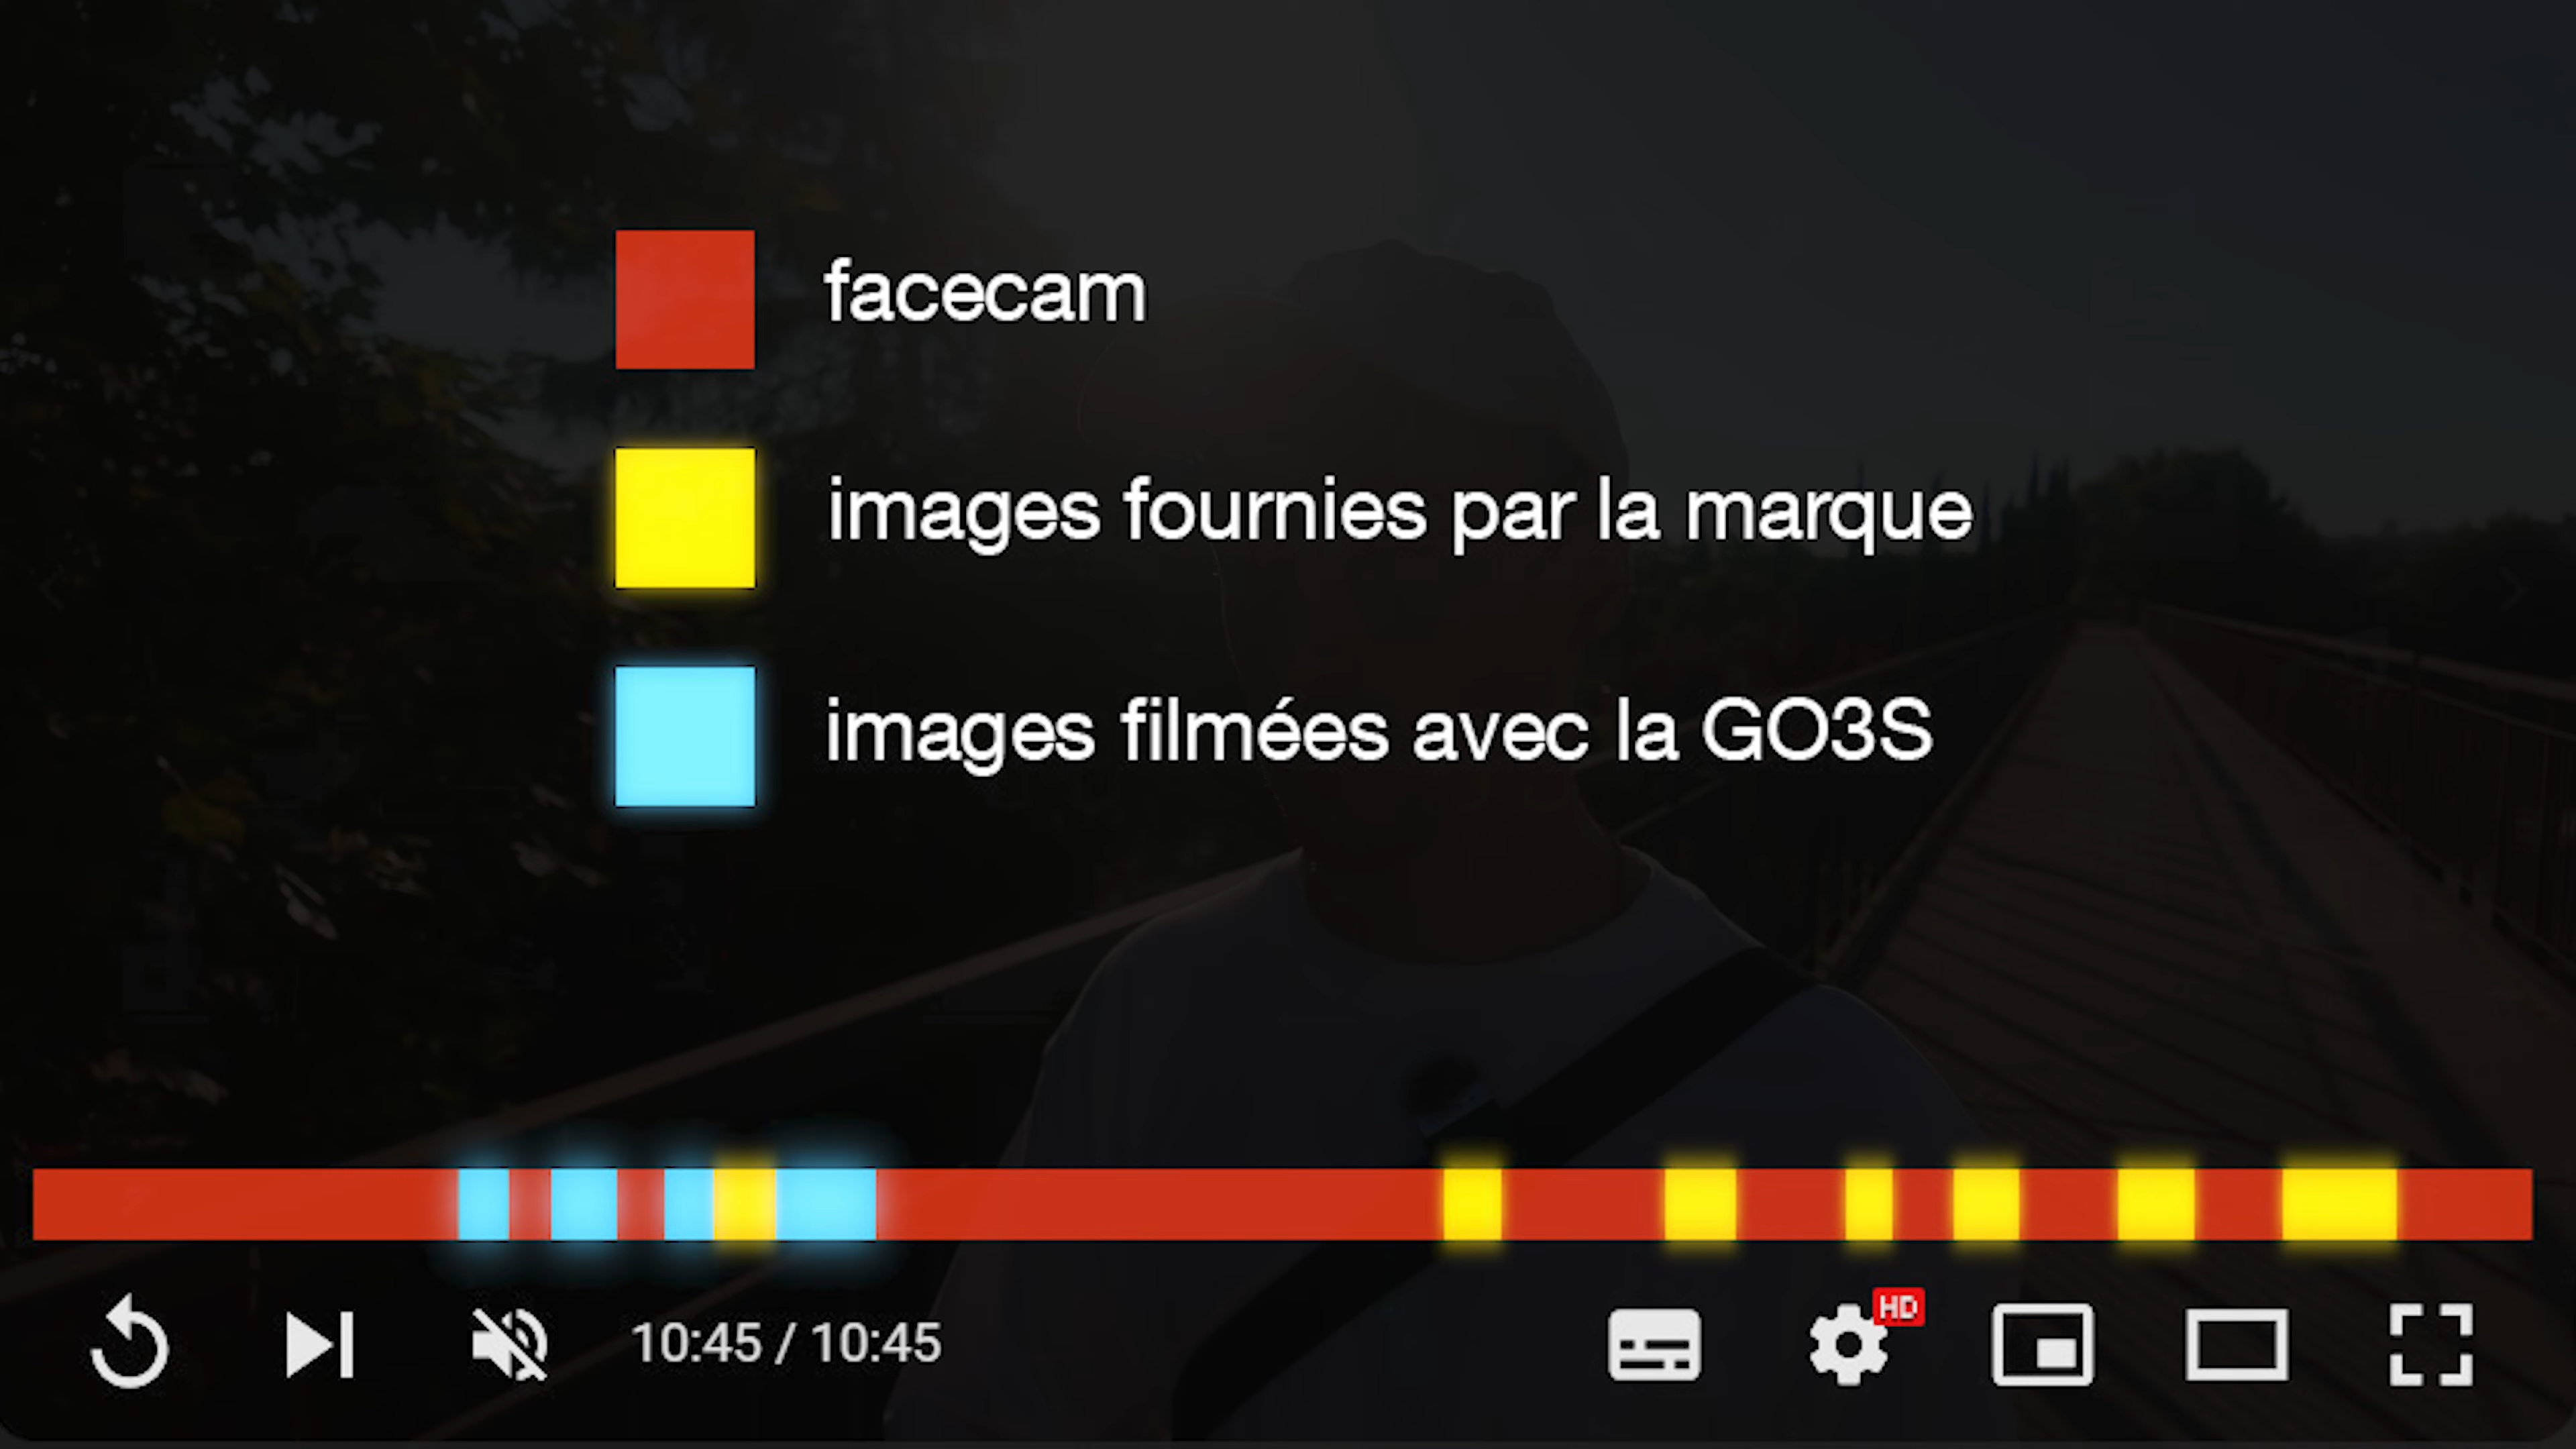 facecam
images fournies par la marque
images filmées avec la GO3S
10:45 / 10:45
HD